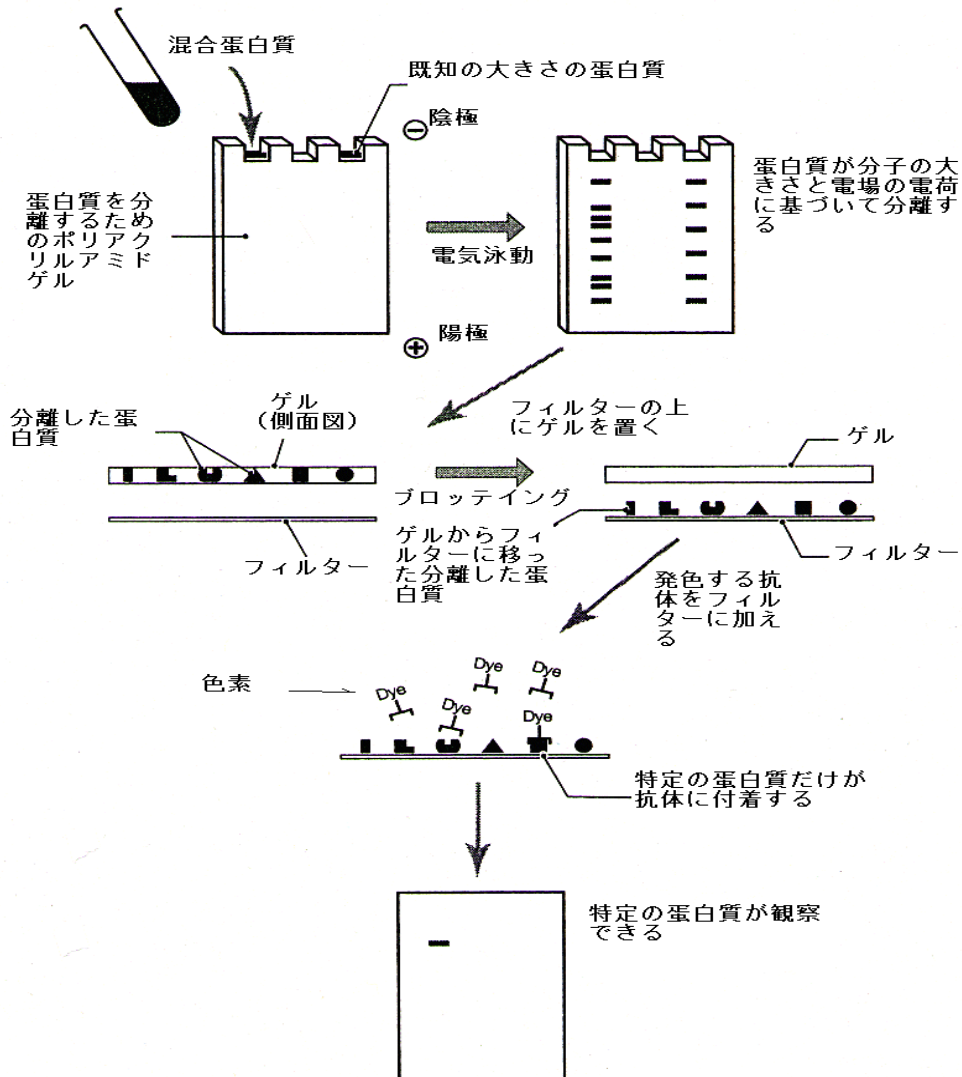 混合蛋白質
既知の大きさの蛋白質
⊖陰極
蛋白質を分
離するため
のポリアク
リルアミド
ゲル
電気泳動
蛋白質が分子の大
きさと電場の電荷
に基づいて分離す
る
⊕陽極
分離した蛋
白質
ゲル
(側面図)
フィルターの上
にゲルを置く
ゲル
ブロッテイング
フィルター
ゲルからフィ
ルターに移っ
た分離した蛋
白質
フィルター
発色する抗
体をフィル
ターに加え
る
色素
Dye
Dye
Dye
Dye
Dye
特定の蛋白質だけが
抗体に付着する
特定の蛋白質が観察
できる